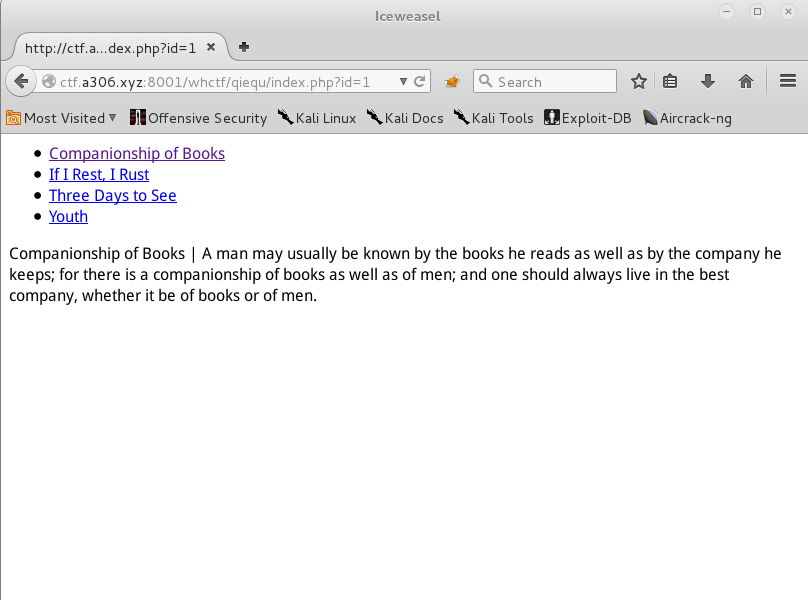 Iceweasel
http://ctf.a...dex.php?id=1
ctf.a306.xyz:8001/whctf/qiequ/index.php?id=1
Search
Most Visited
Offensive Security
Kali Linux
Kali Docs
Kali Tools
Exploit-DB
Aircrack-ng
Companionship of Books
If I Rest, I Rust
Three Days to See
Youth
Companionship of Books | A man may usually be known by the books he reads as well as by the company he
keeps; for there is a companionship of books as well as of men; and one should always live in the best
company, whether it be of books or of men.